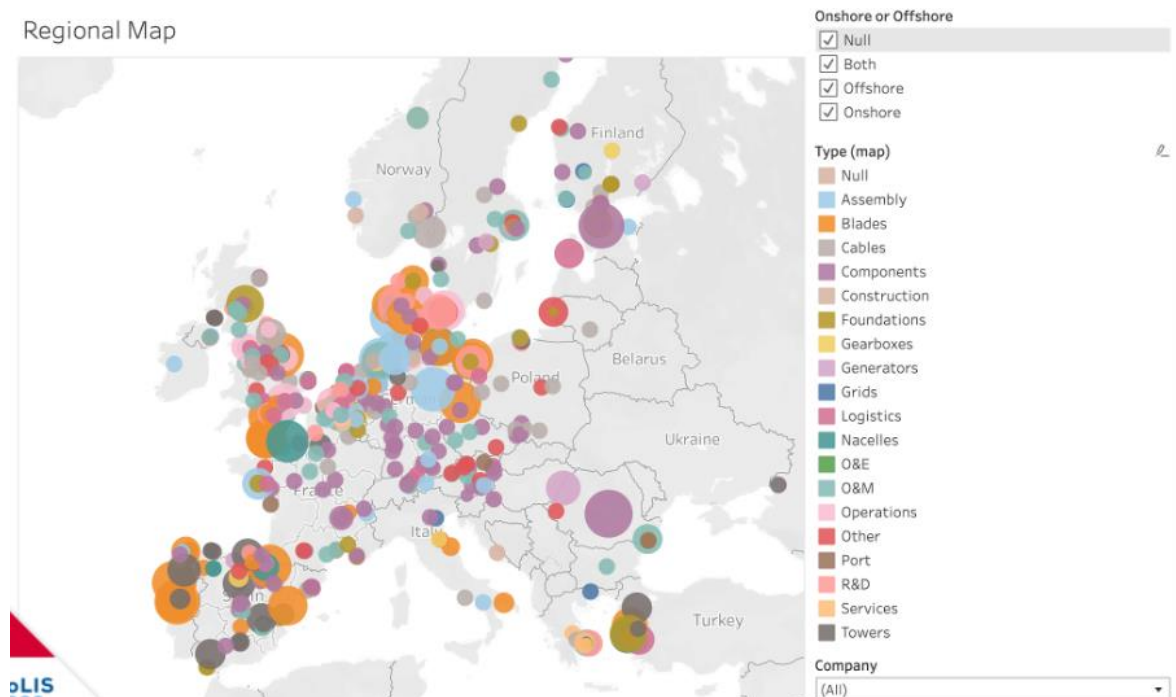 Regional Map
Finland
Norway
Belarus
Poland
Ukraine
France
Italy
Spain
Turkey
Onshore or Offshore
Null
Both
Offshore
Onshore
Type (map)
Null
Assembly
Blades
Cables
Components
Construction
Foundations
Gearboxes
Generators
Grids
Logistics
Nacelles
O&E
O&M
Operations
Other
Port
R&D
Services
Towers
Company
(All)